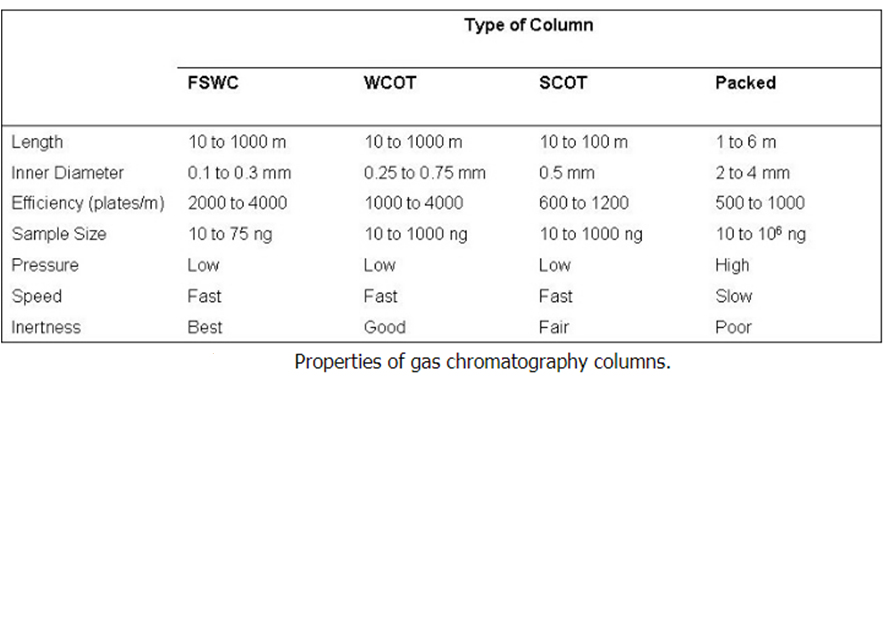 Type of Column
FSWC WCOT SCOT Packed
Length 10 to 1000 m 10 to 1000 m 10 to 100 m 1 to 6 m
Inner Diameter 0.1 to 0.3 mm 0.25 to 0.75 mm 0.5 mm 2 to 4 mm
Efficiency (plates/m) 2000 to 4000 1000 to 4000 600 to 1200 500 to 1000
Sample Size 10 to 75 ng 10 to 1000 ng 10 to 1000 ng 10 to 10⁶ ng
Pressure Low Low Low High
Speed Fast Fast Fast Slow
Inertness Best Good Fair Poor
Properties of gas chromatography columns.